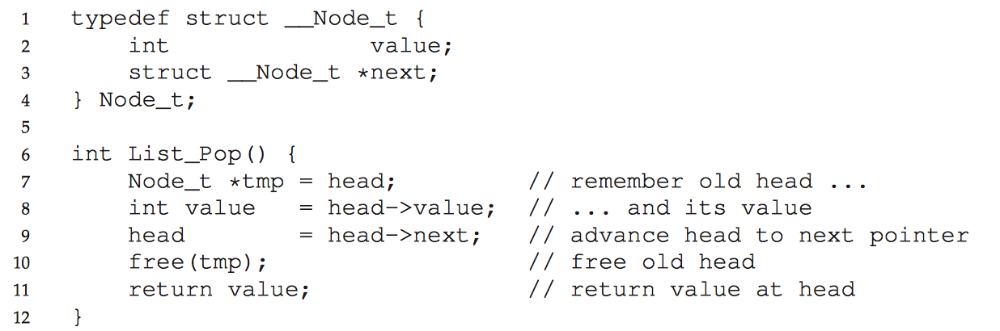 1 typedef struct __Node_t {
2 int value;
3 struct __Node_t *next;
4 } Node_t;
5
6 int List_Pop() {
7 Node_t *tmp = head; // remember old head ...
8 int value = head->value; // ... and its value
9 head = head->next; // advance head to next pointer
10 free(tmp); // free old head
11 return value; // return value at head
12 }